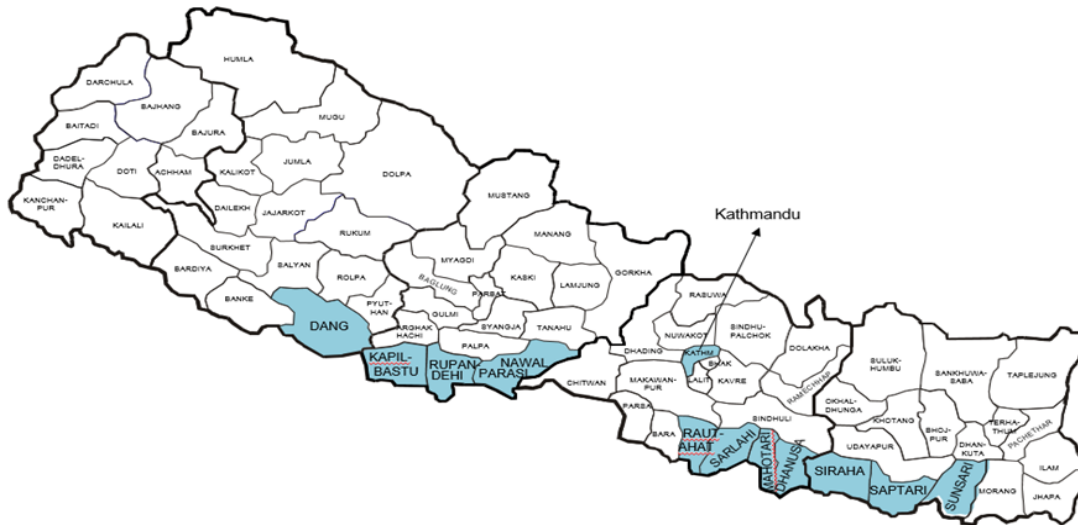 HUMLA
DARCHULA
BAJHANG
MUGU
BAITADI
BAJURA
DADEL-
DHURA
DOTI
ACHHAM
KALIKOT
JUMLA
DOLPA
KANCHAN-
PUR
KAILALI
DAILEKH
JAJARKOT
MUSTANG
Kathmandu
RUKUM
MANANG
SURKHET
MYAGDI
BARDIYA
SALYAN
ROLPA
BAGLUNG
PARBAT
KASKI
LAMJUNG
GORKHA
BANKE
PYUT-
HAN
GULMI
DANG
ARGHAK
HACHI
SYANGJA
TANAHU
PALPA
KAPIL-
BASTU
RUPAN
DEHI
NAWAL
PARASI
RASUWA
NUWAKOT
SINDHU-
PALCHOK
DHADING
KATHM
BHAK
DOLAKHA
CHITWAN
MAKAWAN-
PUR
LALIT
KAVRE
RAMECHHAP
PARSA
BARA
SINDHULI
RAUT-
AHAT
SARLAHI
MAHOTARI
DHANUSA
SULUK-
HUMBU
SANKHUWA-
SABA
TAPLEJUNG
OKHAL-
DHUNGA
KHOTANG
BHOJ-
PUR
TERHA-
THUM
PACHETHAR
UDAYAPUR
DHAN-
KUTA
ILAM
SIRAHA
SAPTARI
SUNSARI
MORANG
JHAPA